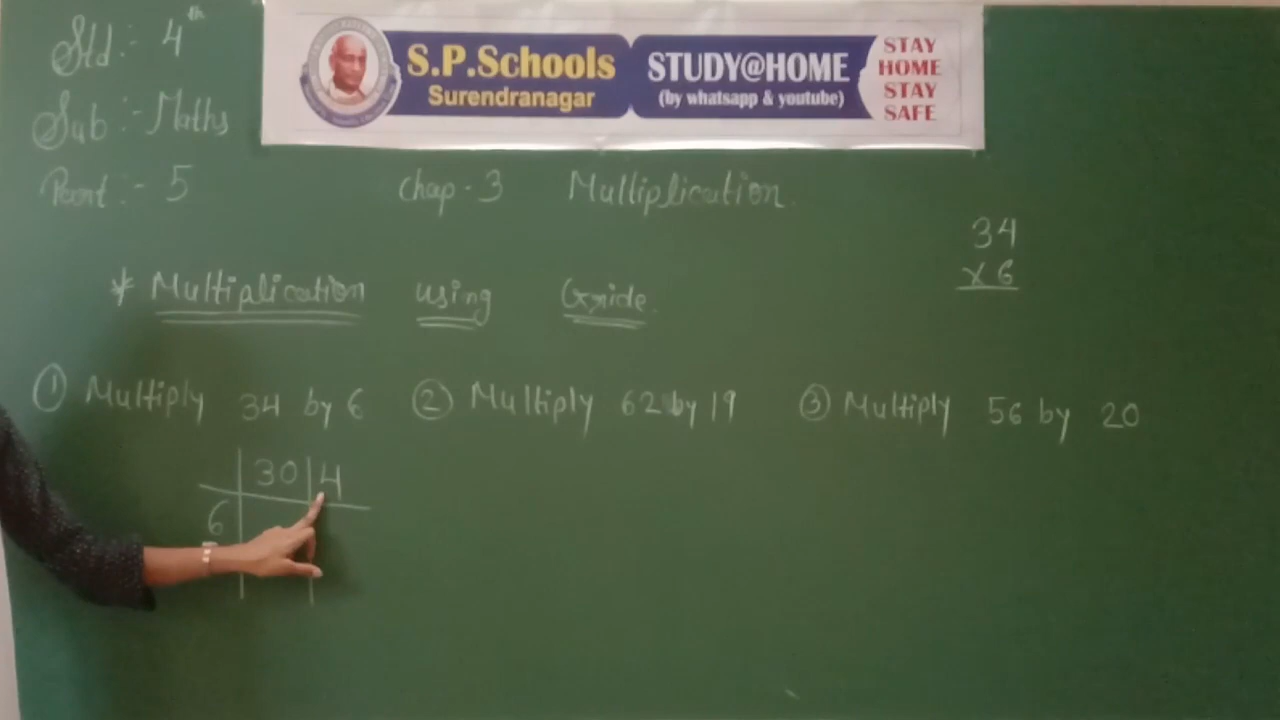 Std :- 4th
Sub :- Maths
Part :- 5
S.P.Schools
Surendranagar
STUDY@HOME
(by whatsapp & youtube)
STAY
HOME
STAY
SAFE
Chap - 3 Multiplication.
34
x 6
* Multiplication using Gride.
① Multiply 34 by 6
② Multiply 62 by 19
③ Multiply 56 by 20
30 4
6